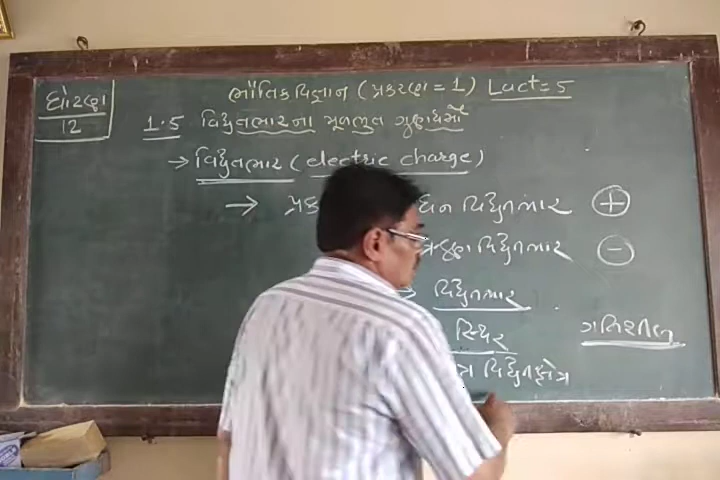 ધોરણ
12
ભૌતિકવિજ્ઞાન (પ્રકરણ = 1) Lact = 5
1.5 વિદ્યુતભારના મૂળભુત ગુણધર્મો
→ વિદ્યુતભાર (electric charge)
→ ધન વિદ્યુતભાર +
ઋણ વિદ્યુતભાર -
→ વિદ્યુતભાર
સ્થિર ગતિશીલ
વિદ્યુતક્ષેત્ર